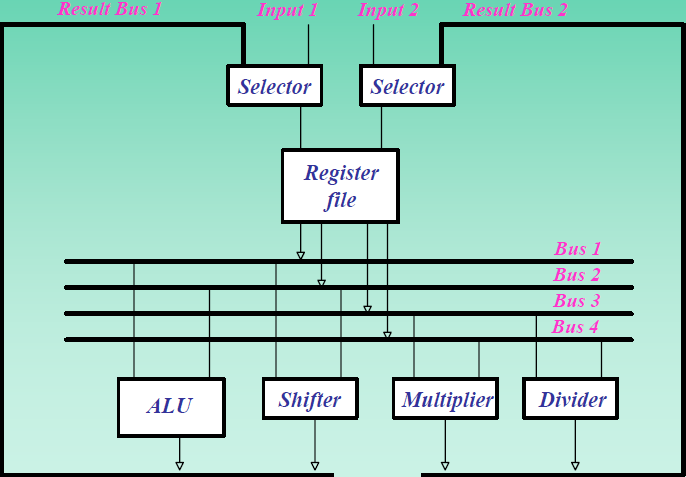 Result Bus 1
Input 1
Input 2
Result Bus 2
Selector
Selector
Register
file
Bus 1
Bus 2
Bus 3
Bus 4
ALU
Shifter
Multiplier
Divider